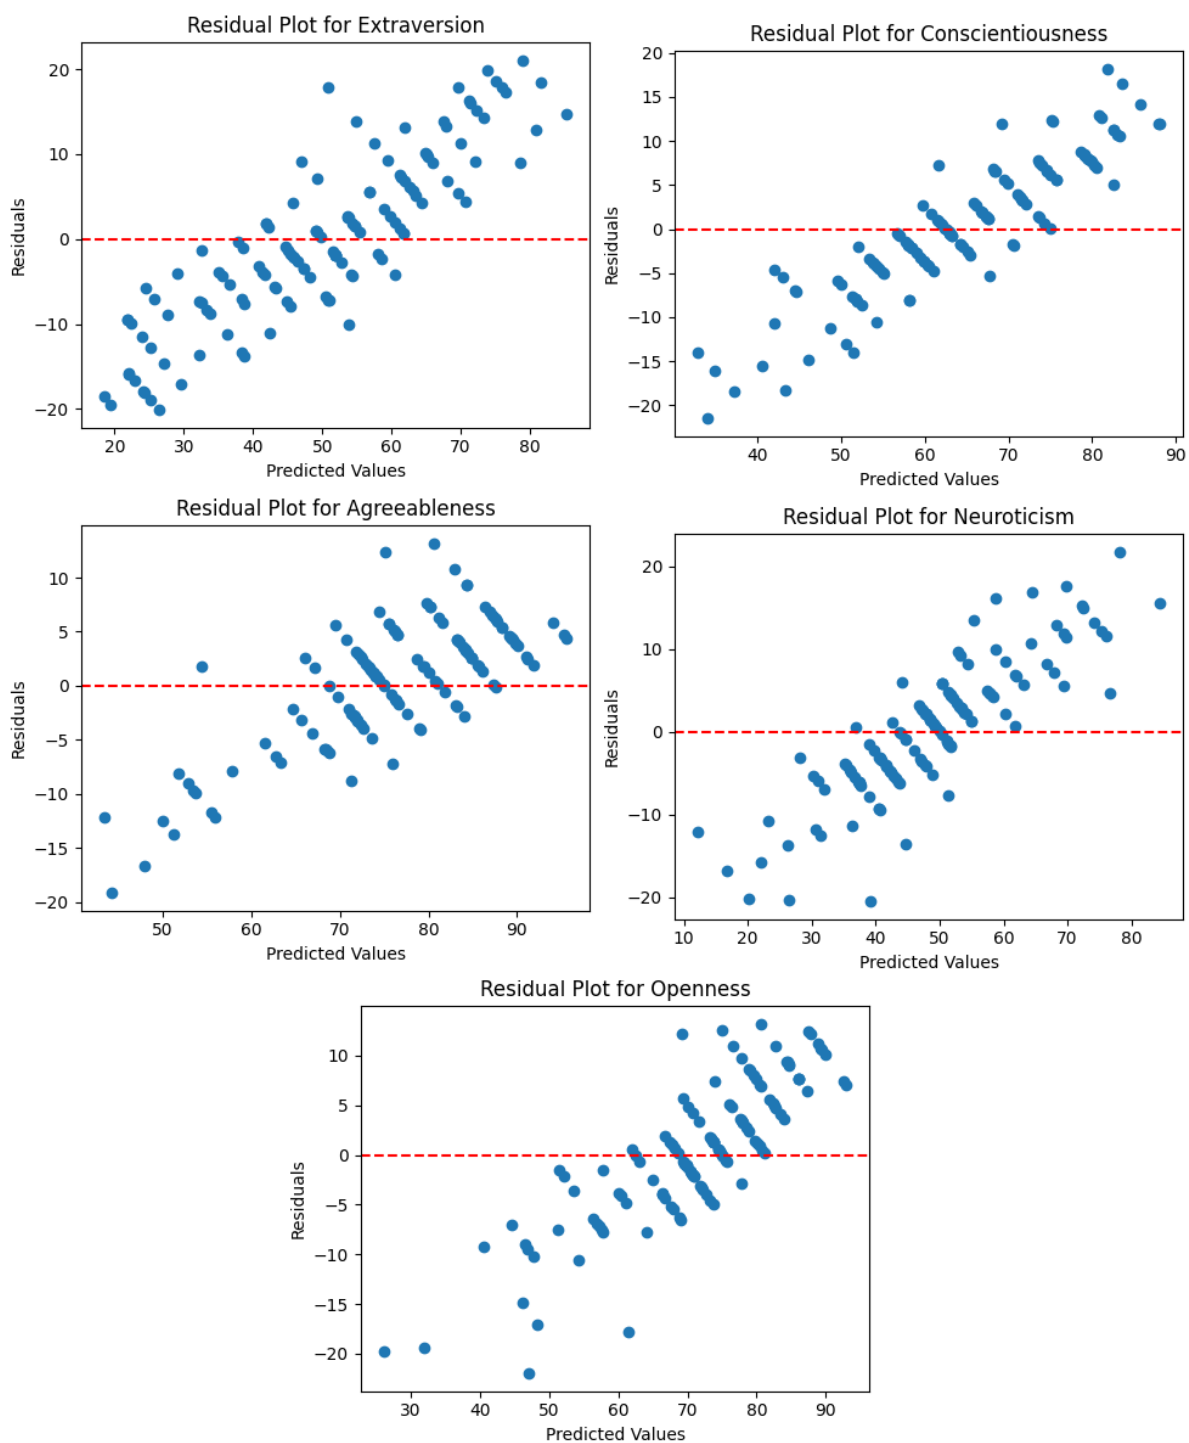 Residual Plot for Extraversion
Residuals
20
10
0
−10
−20
20 30 40 50 60 70 80
Predicted Values
Residual Plot for Conscientiousness
Residuals
20
15
10
5
0
−5
−10
−15
−20
40 50 60 70 80 90
Predicted Values
Residual Plot for Agreeableness
Residuals
10
5
0
−5
−10
−15
−20
50 60 70 80 90
Predicted Values
Residual Plot for Neuroticism
Residuals
20
10
0
−10
−20
10 20 30 40 50 60 70 80
Predicted Values
Residual Plot for Openness
Residuals
10
5
0
−5
−10
−15
−20
30 40 50 60 70 80 90
Predicted Values